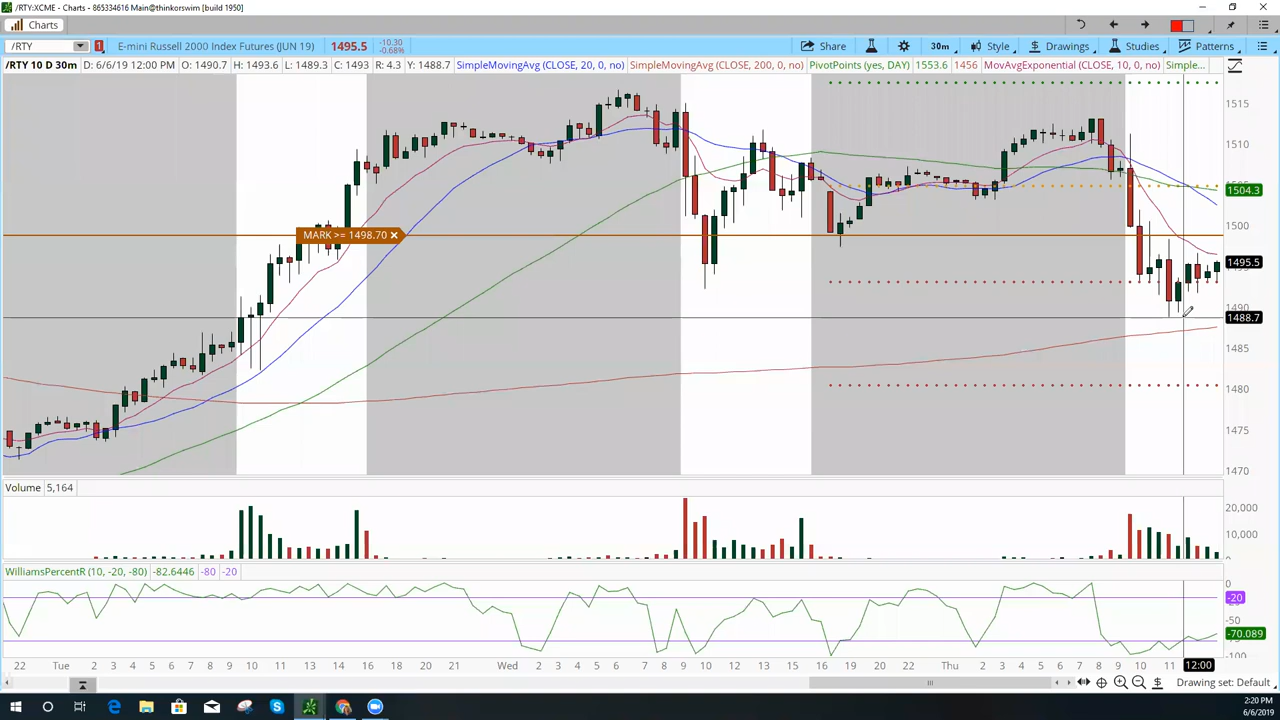 /RTY:XCME - Charts - 865334616 Main@thinkorswim [build 1950]
Charts
/RTY 1 E-mini Russell 2000 Index Futures (JUN 19) 1495.5 -10.30 -0.68% Share 30m Style Drawings Studies Patterns
/RTY 10 D 30m D: 6/6/19 12:00 PM O: 1490.7 H: 1493.6 L: 1489.3 C: 1493 R: 4.3 Y: 1488.7 SimpleMovingAvg (CLOSE, 20, 0, no) SimpleMovingAvg (CLOSE, 200, 0, no) PivotPoints (yes, DAY) 1553.6 1456 MovAvgExponential (CLOSE, 10, 0, no) Simple...
1515
1510
1504.3
1500
MARK >= 1498.70
1495.5
1488.7
1485
1480
1475
1470
Volume 5,164
20,000
10,000
WilliamsPercentR (10, -20, -80) -82.6446 -80 -20
0
-20
-50
-70.089
-100
22 Tue 2 3 4 5 6 7 8 9 10 11 13 14 16 17 18 20 21 Wed 2 3 4 5 6 7 8 9 10 12 13 14 16 19 20 22 Thu 2 3 4 5 6 7 8 9 10 11 12:00
Drawing set: Default
2:20 PM
6/6/2019